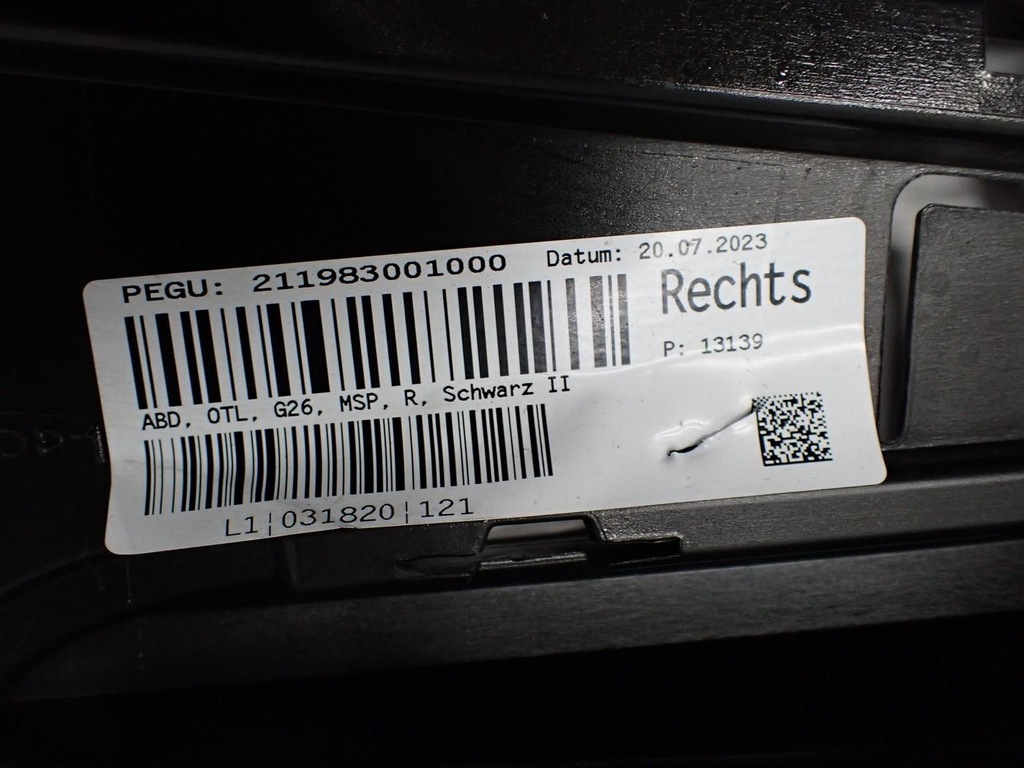 PEGU: 211983001000 Datum: 20.07.2023
Rechts
P: 13139
ABD, OTL, G26, MSP, R, Schwarz II
L1|031820|121